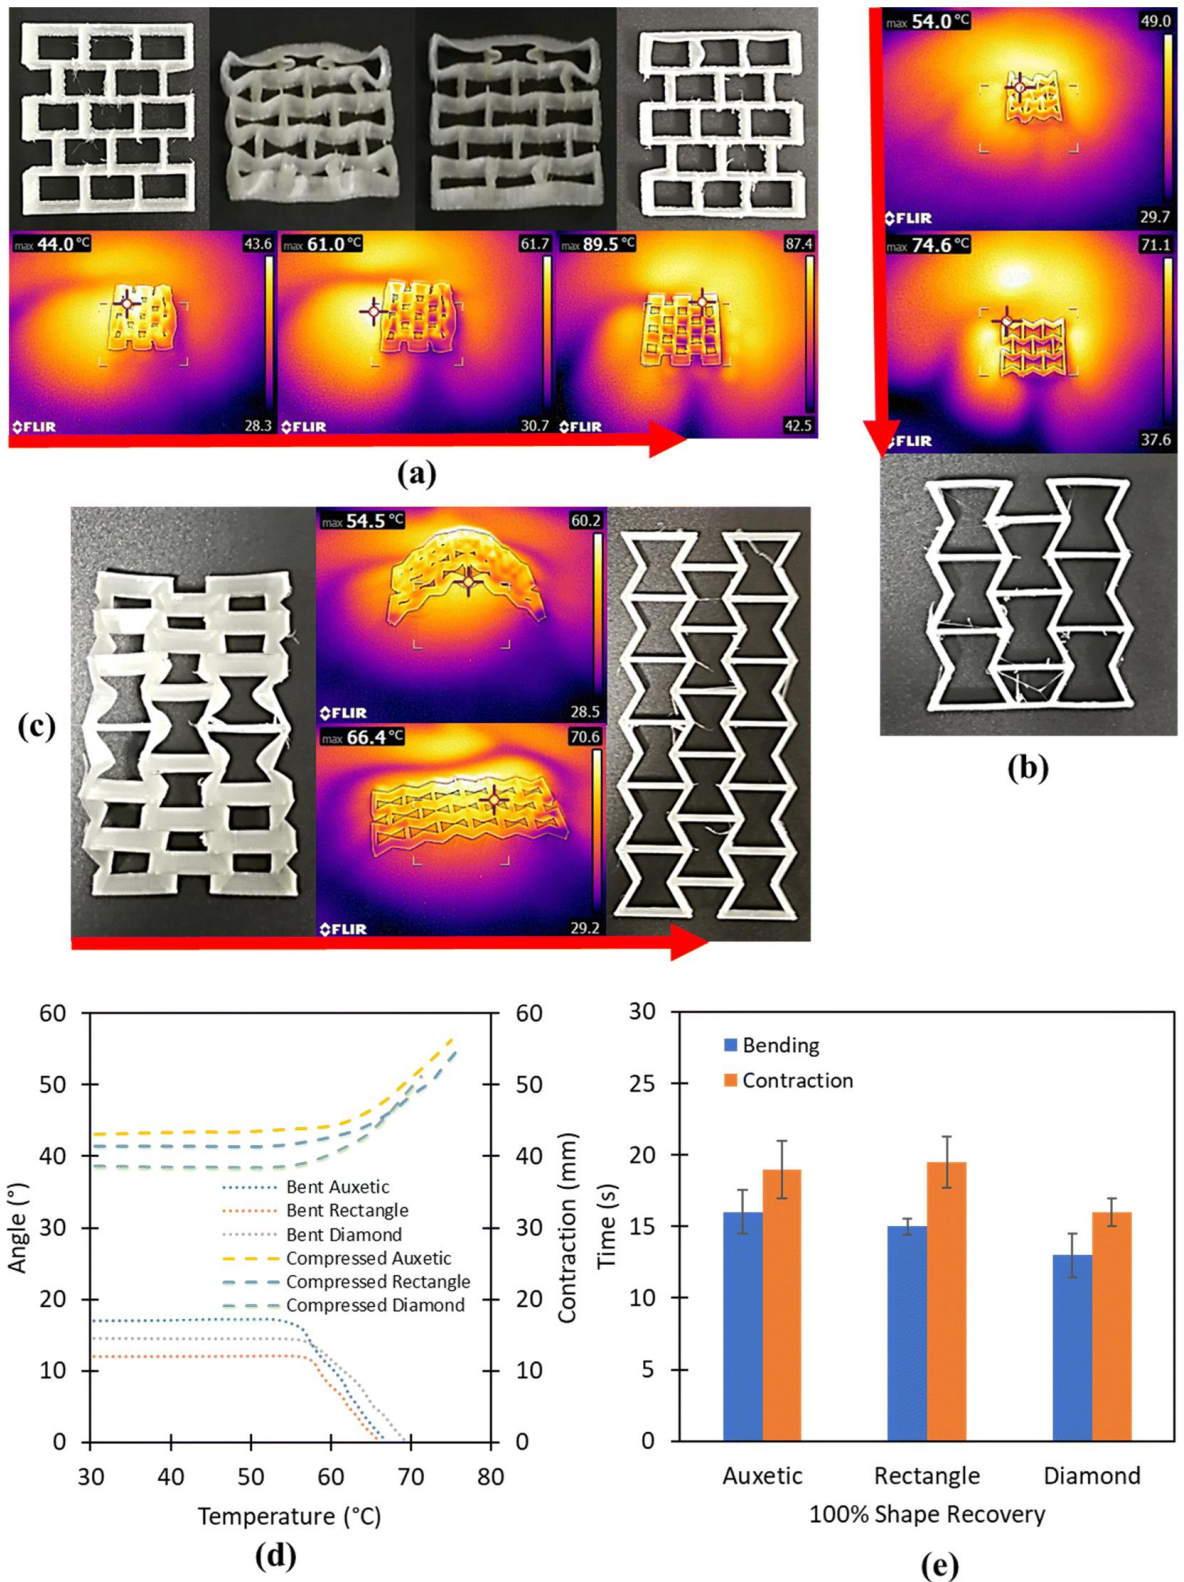 max 44.0 °C 43.6
28.3
FLIR
max 61.0 °C 61.7
30.7
FLIR
max 89.5 °C 87.4
42.5
FLIR
(a)
max 54.0 °C 49.0
29.7
FLIR
max 74.6 °C 71.1
37.6
FLIR
(b)
(c)
max 54.5 °C 60.2
28.5
FLIR
max 66.4 °C 70.6
29.2
FLIR
60
50
40
30
20
10
0
Angle (°)
60
50
40
30
20
10
0
Contraction (mm)
Bent Auxetic
Bent Rectangle
Bent Diamond
Compressed Auxetic
Compressed Rectangle
Compressed Diamond
30 40 50 60 70 80
Temperature (°C)
(d)
30
25
20
15
10
5
0
Time (s)
Bending
Contraction
Auxetic Rectangle Diamond
100% Shape Recovery
(e)